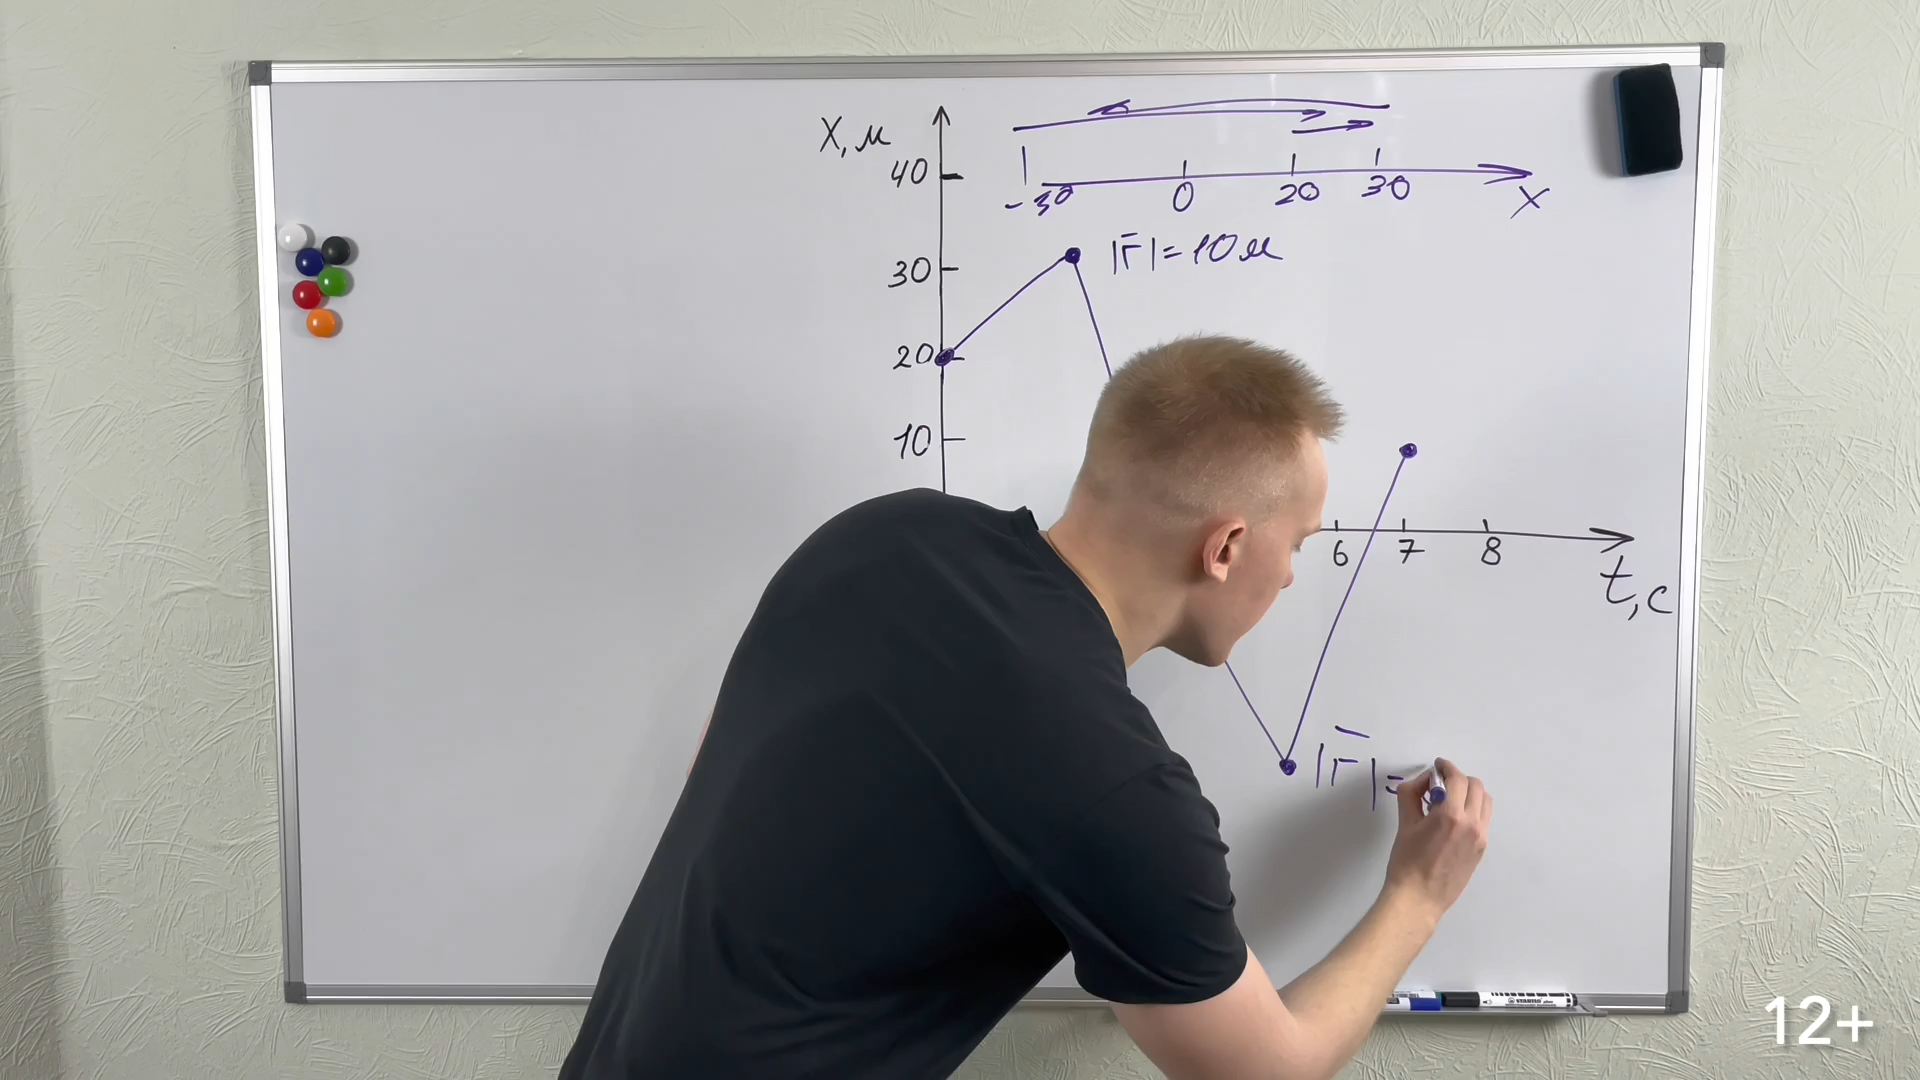 x, м
40
-30 0 20 30 x
30 |r̄| = 10 м
20
10
6 7 8
t, c
|r̄| =
12+